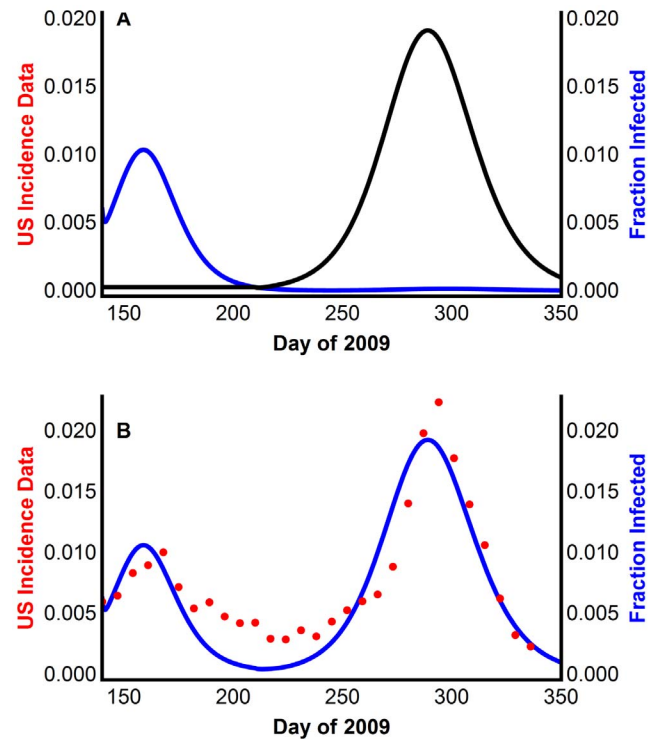 A
0.020 0.020
0.015 0.015
0.010 0.010
0.005 0.005
0.000 0.000
US Incidence Data
Fraction Infected
150 200 250 300 350
Day of 2009
B
0.020 0.020
0.015 0.015
0.010 0.010
0.005 0.005
0.000 0.000
US Incidence Data
Fraction Infected
150 200 250 300 350
Day of 2009